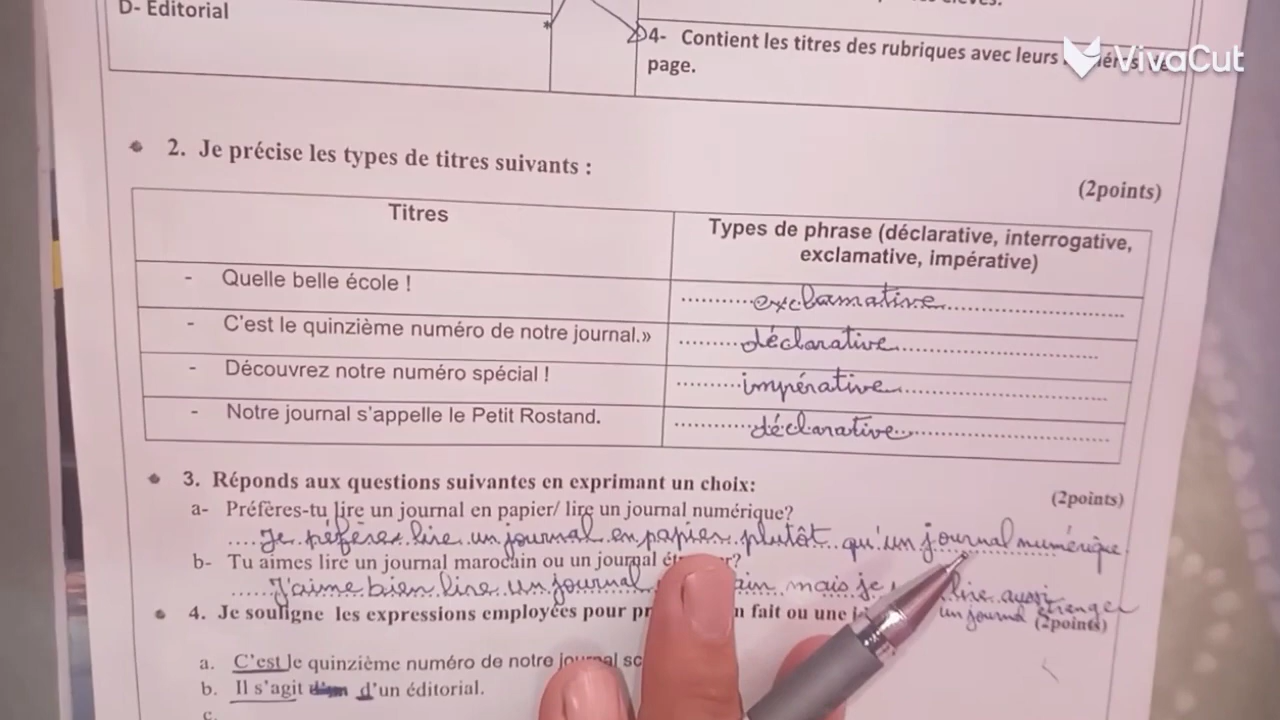 D- Editorial
4- Contient les titres des rubriques avec leurs
page.
VivaCut
2. Je précise les types de titres suivants :
(2points)
Titres
Types de phrase (déclarative, interrogative,
exclamative, impérative)
- Quelle belle école !
exclamative
- C'est le quinzième numéro de notre journal.»
déclarative
- Découvrez notre numéro spécial !
impérative
- Notre journal s'appelle le Petit Rostand.
déclarative
3. Réponds aux questions suivantes en exprimant un choix:
(2points)
a- Préfères-tu lire un journal en papier/ lire un journal numérique?
Je préfères lire un journal en papier plutôt qu'un journal numérique
b- Tu aimes lire un journal marocain ou un journal
J'aime bien lire un journal mais je lire aussi
un journal étranger
4. Je souligne les expressions employées pour fait ou une
(2points)
a. C'est le quinzième numéro de notre journal
b. Il s'agit d'un éditorial.
c.